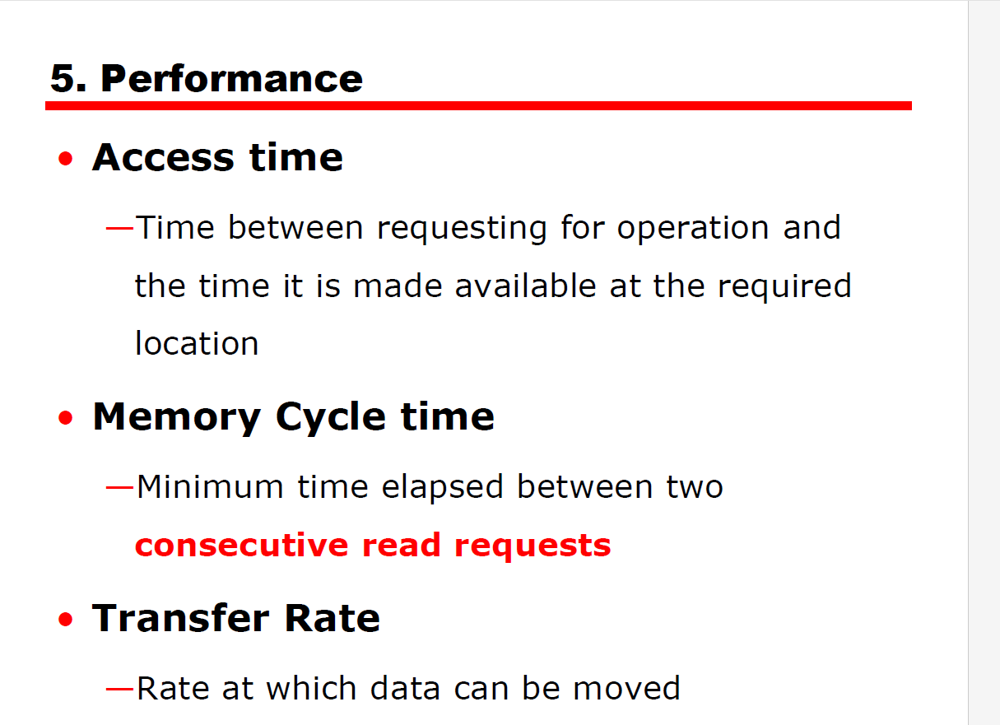 5. Performance
• Access time
—Time between requesting for operation and
the time it is made available at the required
location
• Memory Cycle time
—Minimum time elapsed between two
consecutive read requests
• Transfer Rate
—Rate at which data can be moved